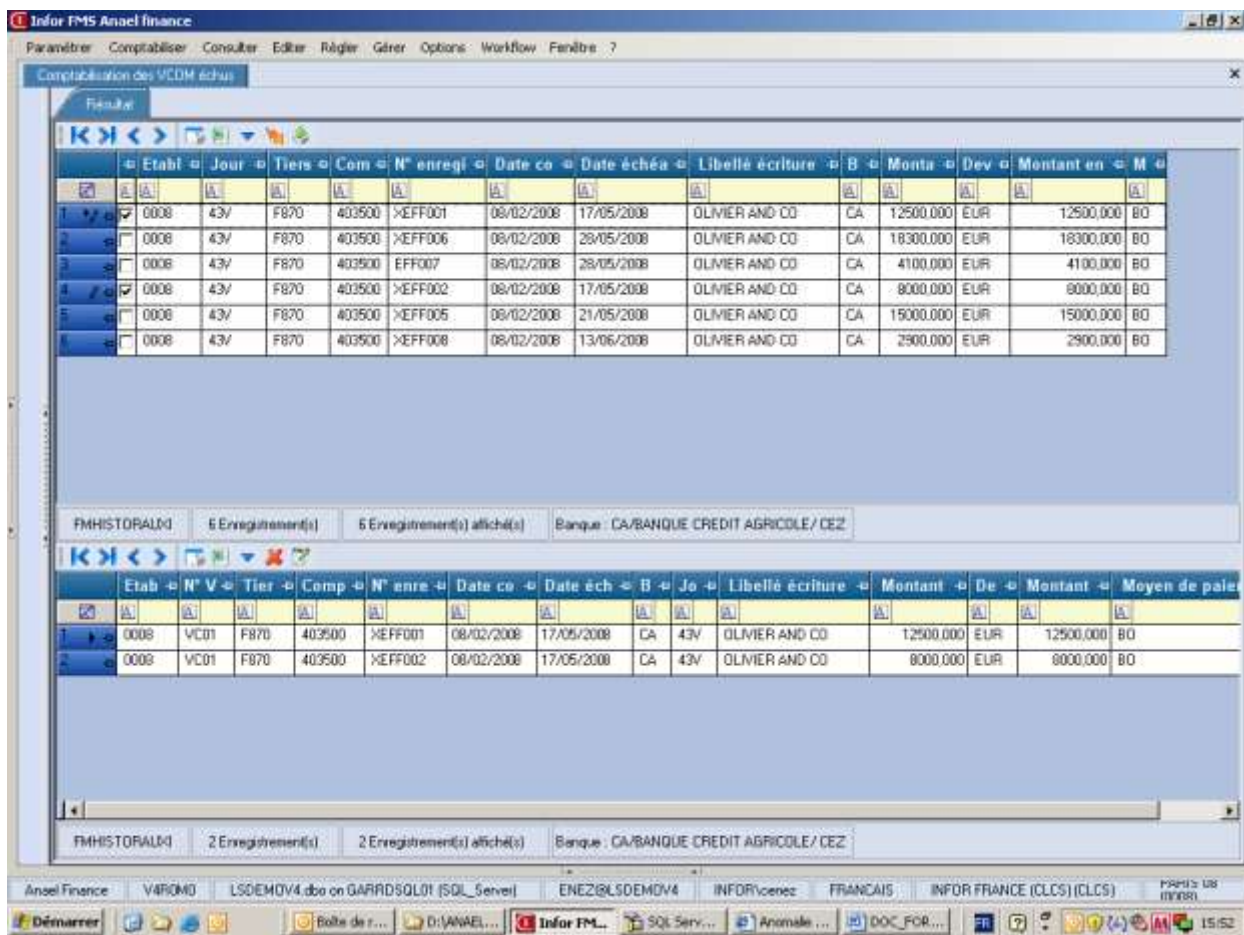 Infor FMS Anael finance
Paramétrer Comptabiliser Consulter Editer Régler Gérer Options Workflow Fenêtre ?
Comptabilisation des VCOM échus
Résultat
Etabl Jour Tiers Com N° enregi Date co Date échéa Libellé écriture B Monta Dev Montant en M
1 0008 43V F870 403500 XEFF001 08/02/2008 17/05/2008 OLIVIER AND CO CA 12500,000 EUR 12500,000 BO
2 0008 43V F870 403500 XEFF006 08/02/2008 28/05/2008 OLIVIER AND CO CA 18300,000 EUR 18300,000 BO
3 0008 43V F870 403500 EFF007 08/02/2008 28/05/2008 OLIVIER AND CO CA 4100,000 EUR 4100,000 BO
4 0008 43V F870 403500 XEFF002 08/02/2008 17/05/2008 OLIVIER AND CO CA 8000,000 EUR 8000,000 BO
5 0008 43V F870 403500 XEFF005 08/02/2008 21/05/2008 OLIVIER AND CO CA 15000,000 EUR 15000,000 BO
6 0008 43V F870 403500 XEFF008 08/02/2008 13/06/2008 OLIVIER AND CO CA 2900,000 EUR 2900,000 BO
FMHISTORAUXI 6 Enregistrement(s) 6 Enregistrement(s) affiché(s) Banque : CA/BANQUE CREDIT AGRICOLE/ CEZ
Etab N° V Tier Comp N° enre Date co Date éch B Jo Libellé écriture Montant De Montant Moyen de paie
1 0008 VC01 F870 403500 XEFF001 08/02/2008 17/05/2008 CA 43V OLIVIER AND CO 12500,000 EUR 12500,000 BO
2 0008 VC01 F870 403500 XEFF002 08/02/2008 17/05/2008 CA 43V OLIVIER AND CO 8000,000 EUR 8000,000 BO
FMHISTORAUXI 2 Enregistrement(s) 2 Enregistrement(s) affiché(s) Banque : CA/BANQUE CREDIT AGRICOLE/ CEZ
Anael Finance V4R0M0 LSDEMOV4.dbo on GARRDSQL01 (SQL_Server) ENEZ@LSDEMOV4 INFOR\cenez FRANCAIS INFOR FRANCE (CLCS) (CLCS) PARIS 08 (0008)
Démarrer Boîte de r... D:\ANAEL... Infor FM... SQL Serv... Anomalie ... DOC_FOR... FR 15:52